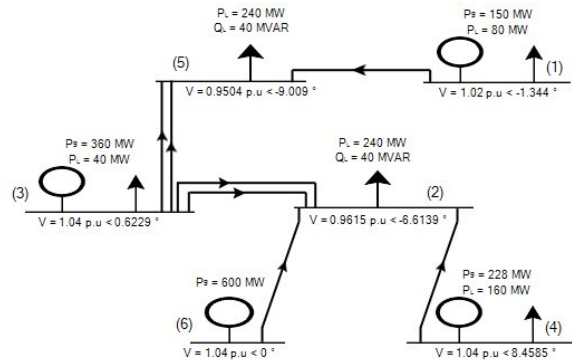 PL = 240 MW
QL = 40 MVAR
Pg = 150 MW
PL = 80 MW
(5)
(1)
V = 0.9504 p.u < -9.009 °
V = 1.02 p.u < -1.344 °
Pg = 360 MW
PL = 40 MW
PL = 240 MW
QL = 40 MVAR
(3)
(2)
V = 1.04 p.u < 0.6229 °
V = 0.9615 p.u < -6.6139 °
Pg = 600 MW
Pg = 228 MW
PL = 160 MW
(6)
(4)
V = 1.04 p.u < 0 °
V = 1.04 p.u < 8.4585 °